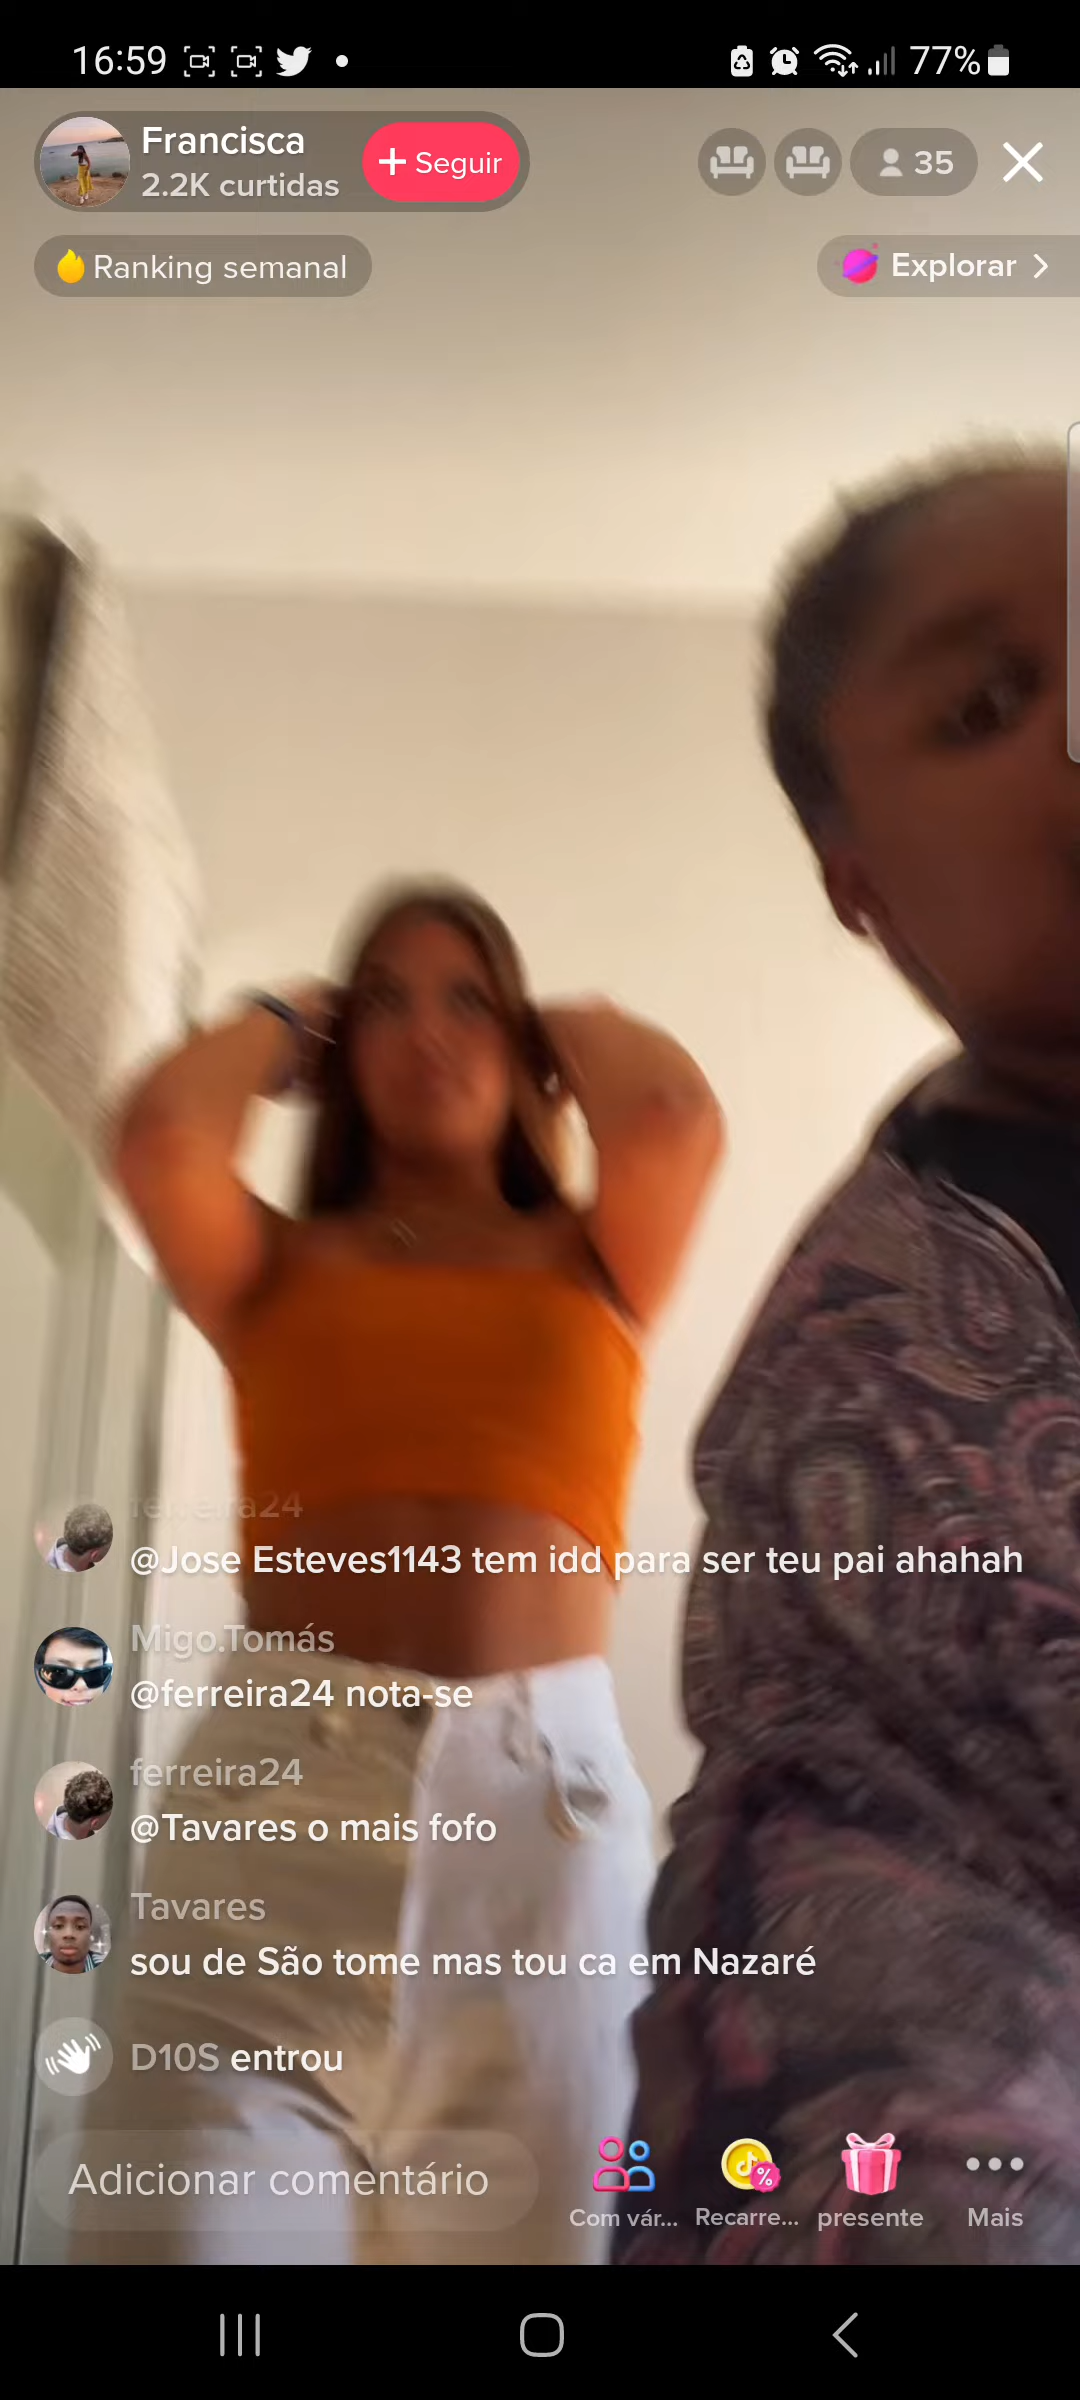 16:59
77%
Francisca
2.2K curtidas
+ Seguir
35
Ranking semanal
Explorar >
ferreira24
@Jose Esteves1143 tem idd para ser teu pai ahahah
Migo.Tomás
@ferreira24 nota-se
ferreira24
@Tavares o mais fofo
Tavares
sou de São tome mas tou ca em Nazaré
D10S entrou
Adicionar comentário
Com vár...
Recarre...
presente
Mais